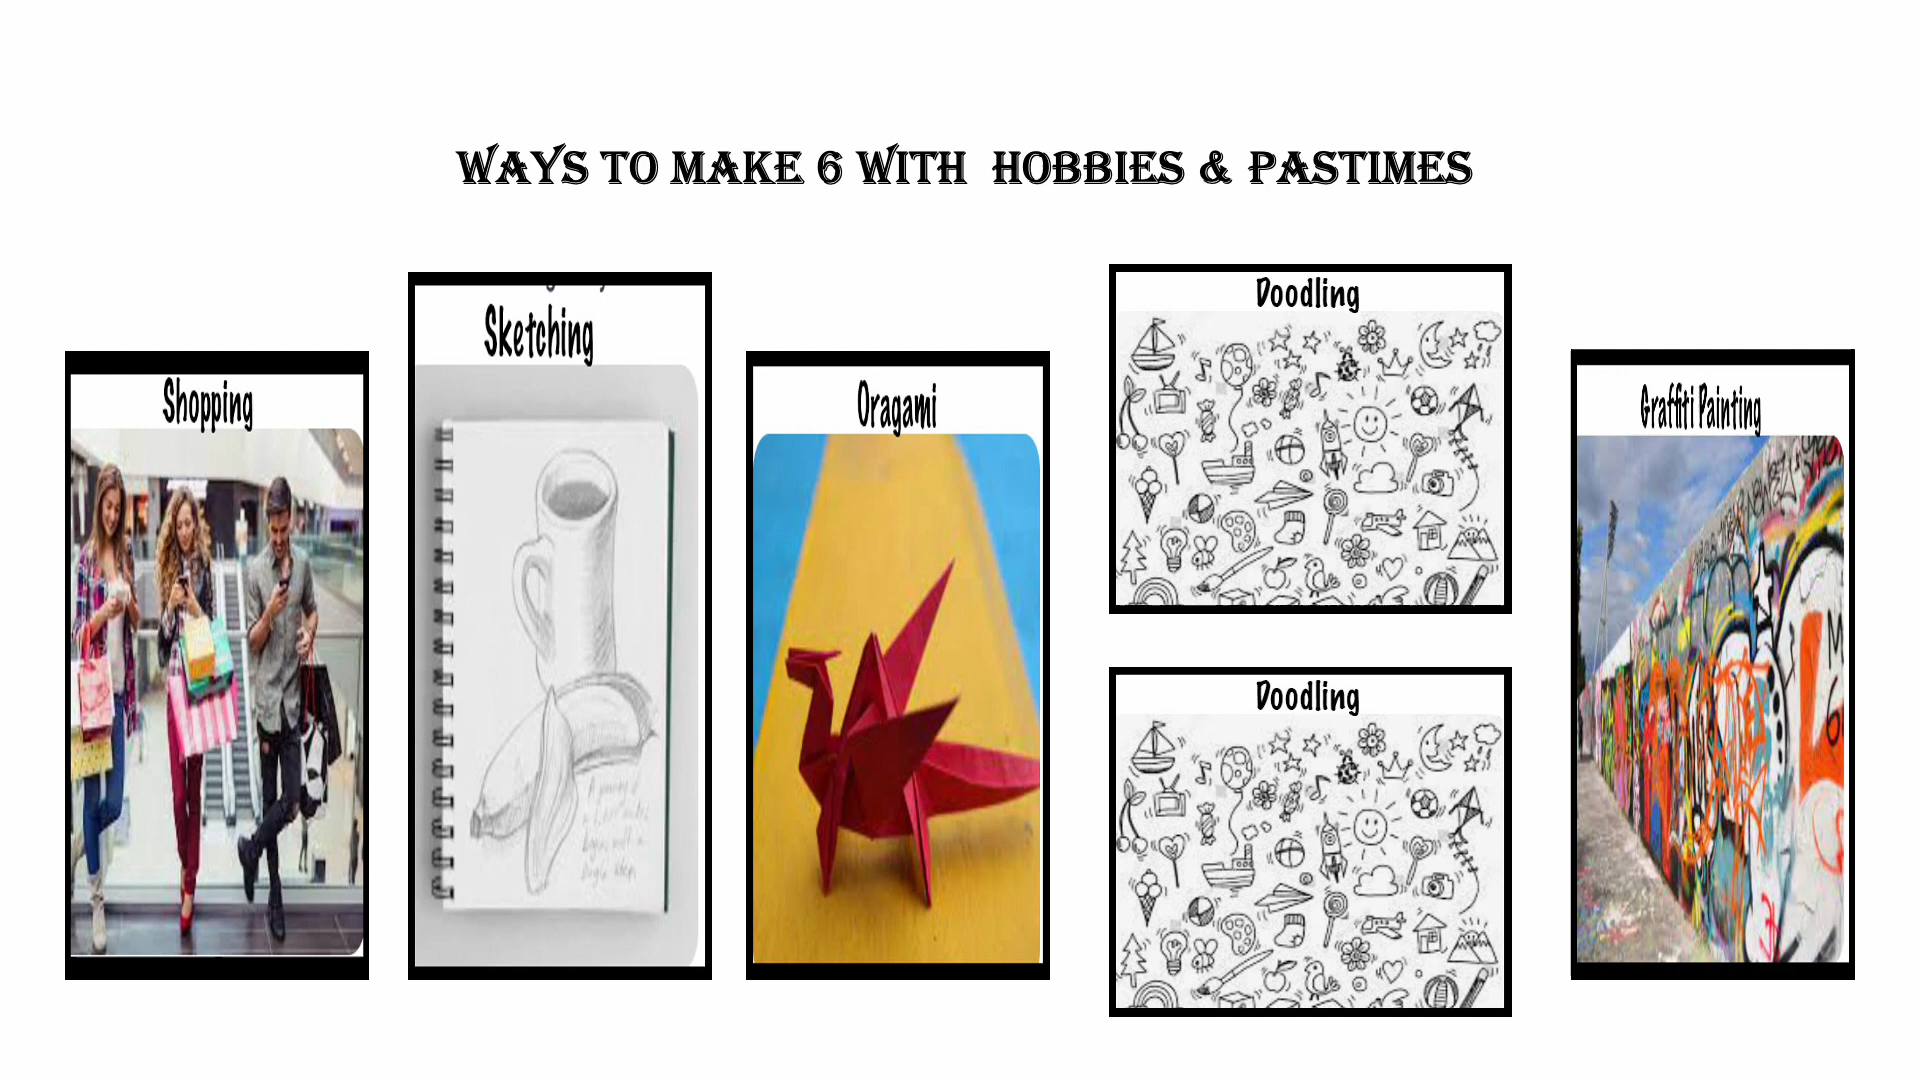 WAYS TO MAKE 6 WITH HOBBIES & PASTIMES
Shopping
Sketching
Oragami
Doodling
Doodling
Graffiti Painting